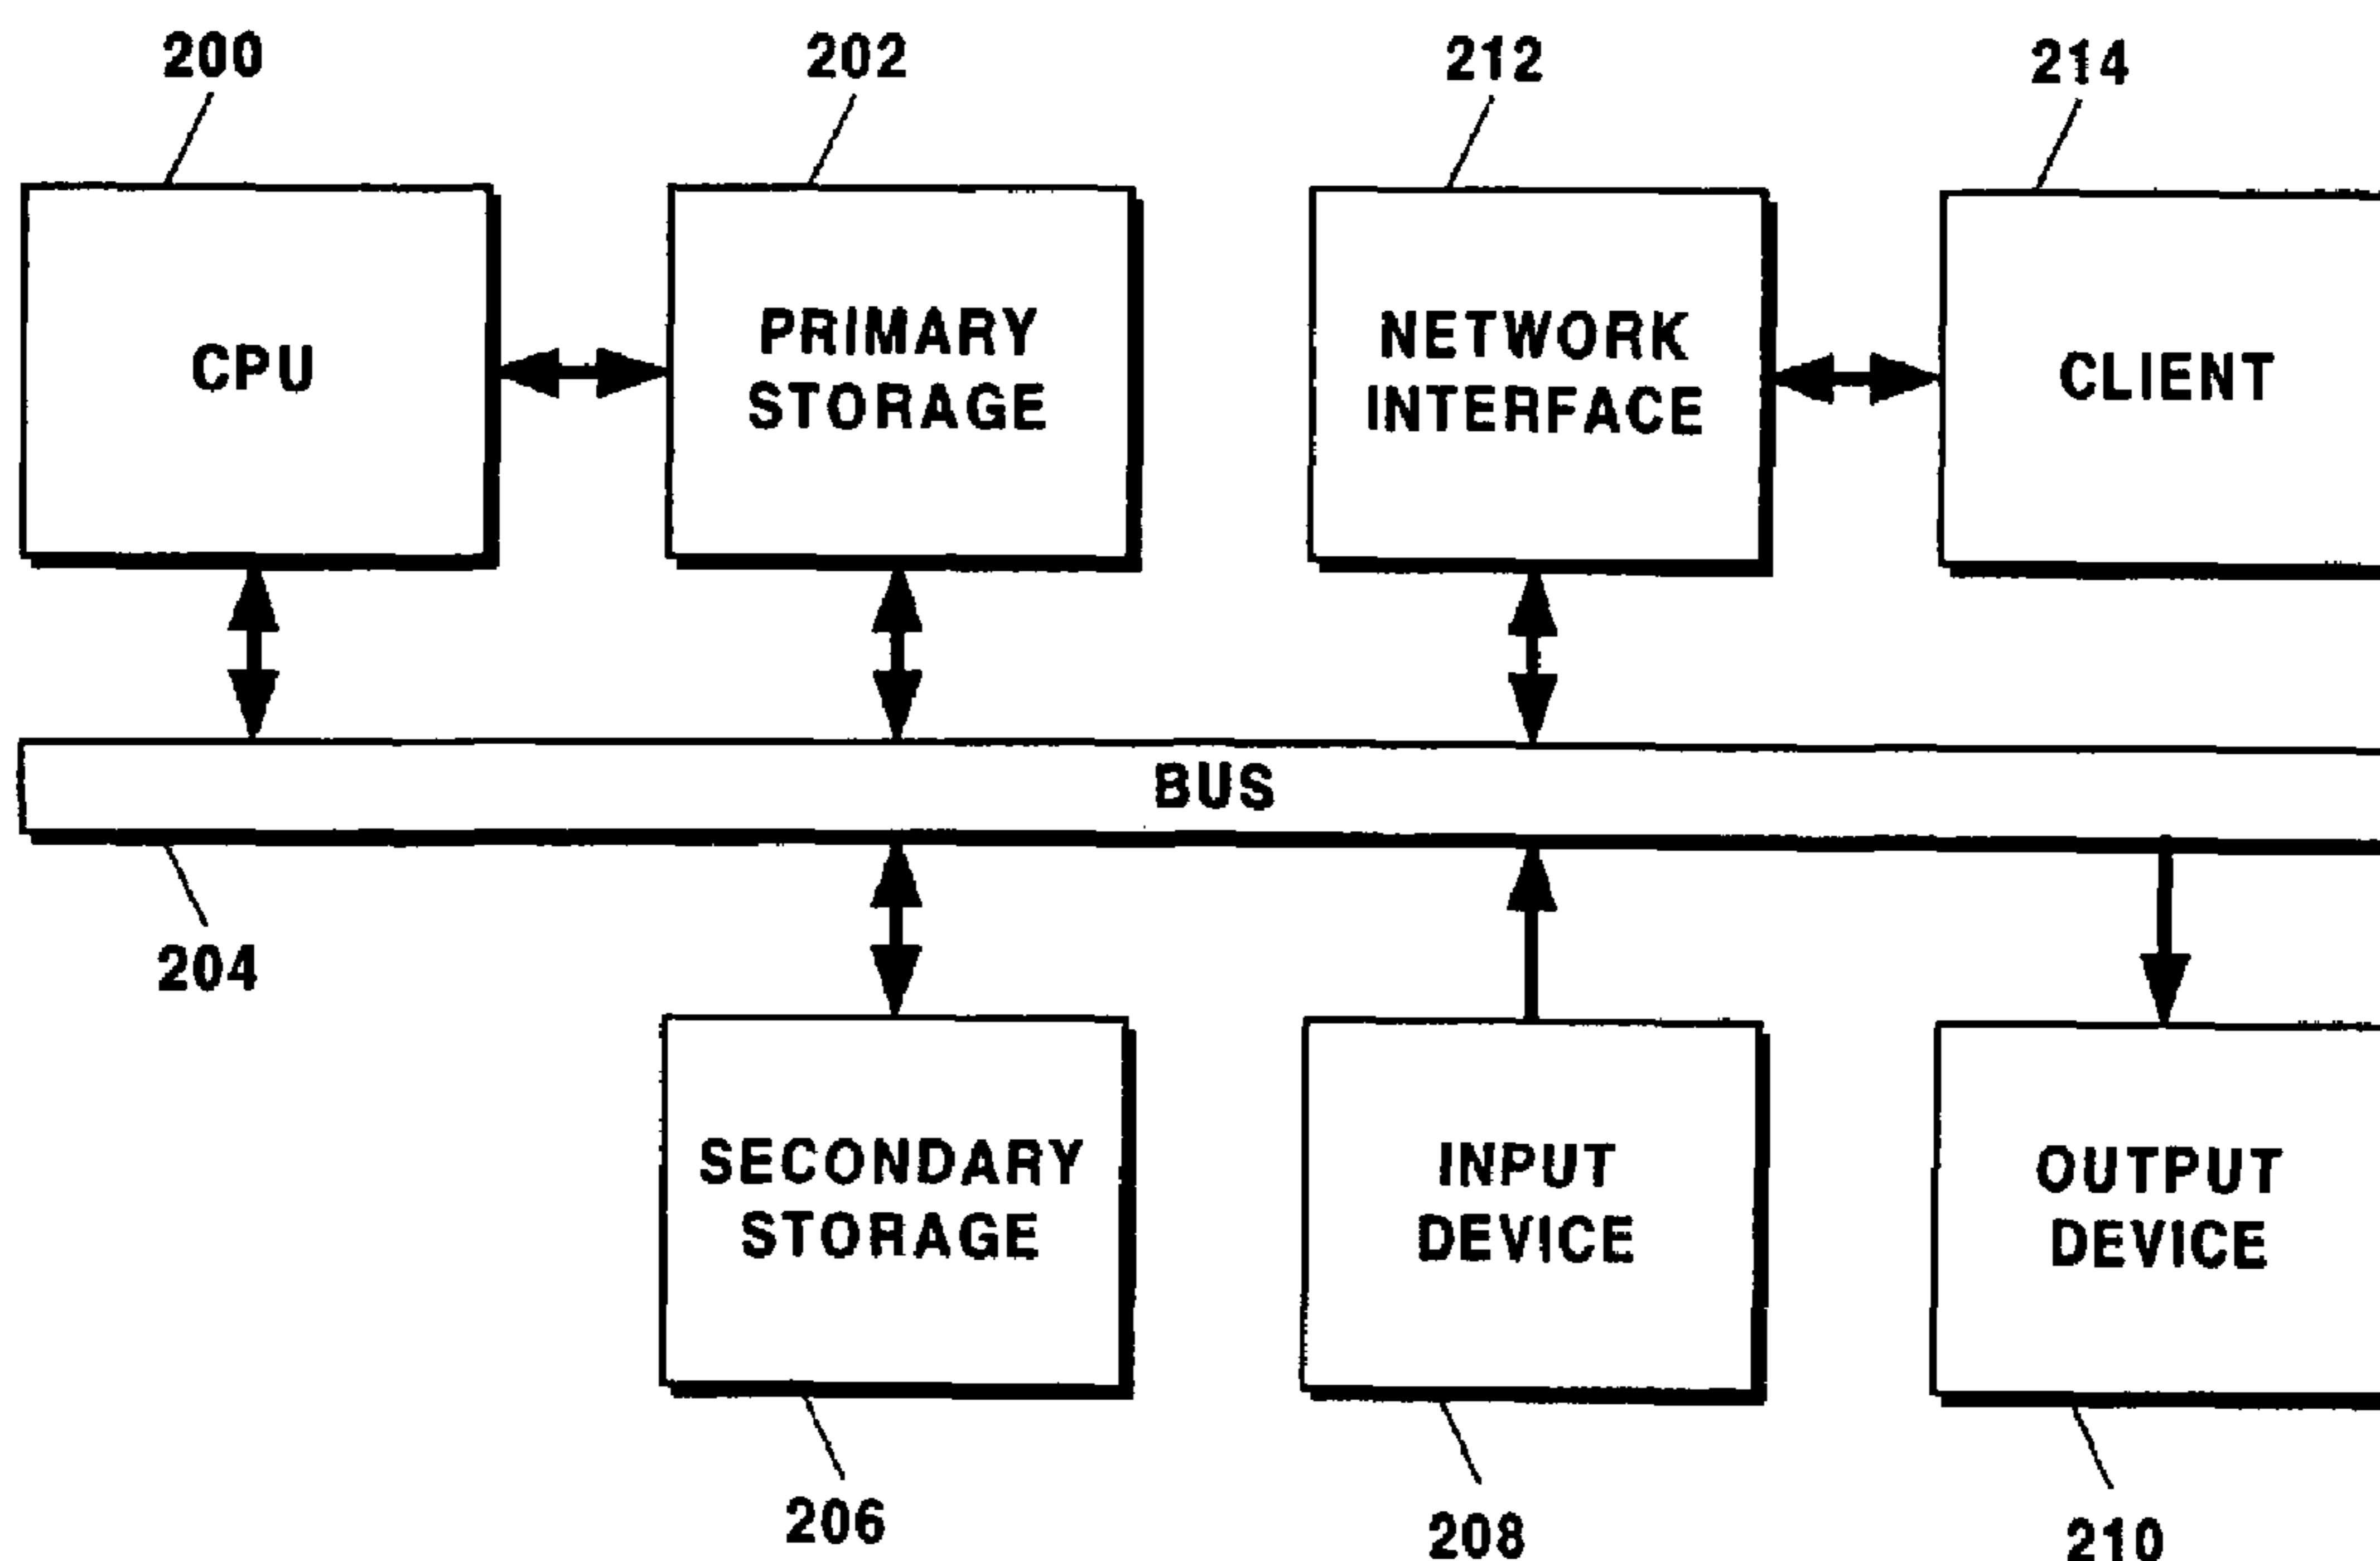 200
202
212
214
CPU
PRIMARY
STORAGE
NETWORK
INTERFACE
CLIENT
BUS
204
SECONDARY
STORAGE
INPUT
DEVICE
OUTPUT
DEVICE
206
208
210